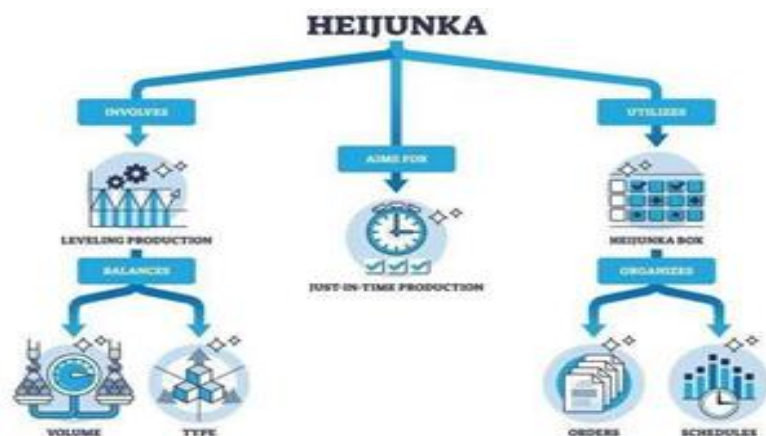 HEIJUNKA
INVOLVES
AIMS FOR
UTILIZES
LEVELING PRODUCTION
JUST-IN-TIME PRODUCTION
HEIJUNKA BOX
BALANCES
ORGANIZES
VOLUME
TYPE
ORDERS
SCHEDULES